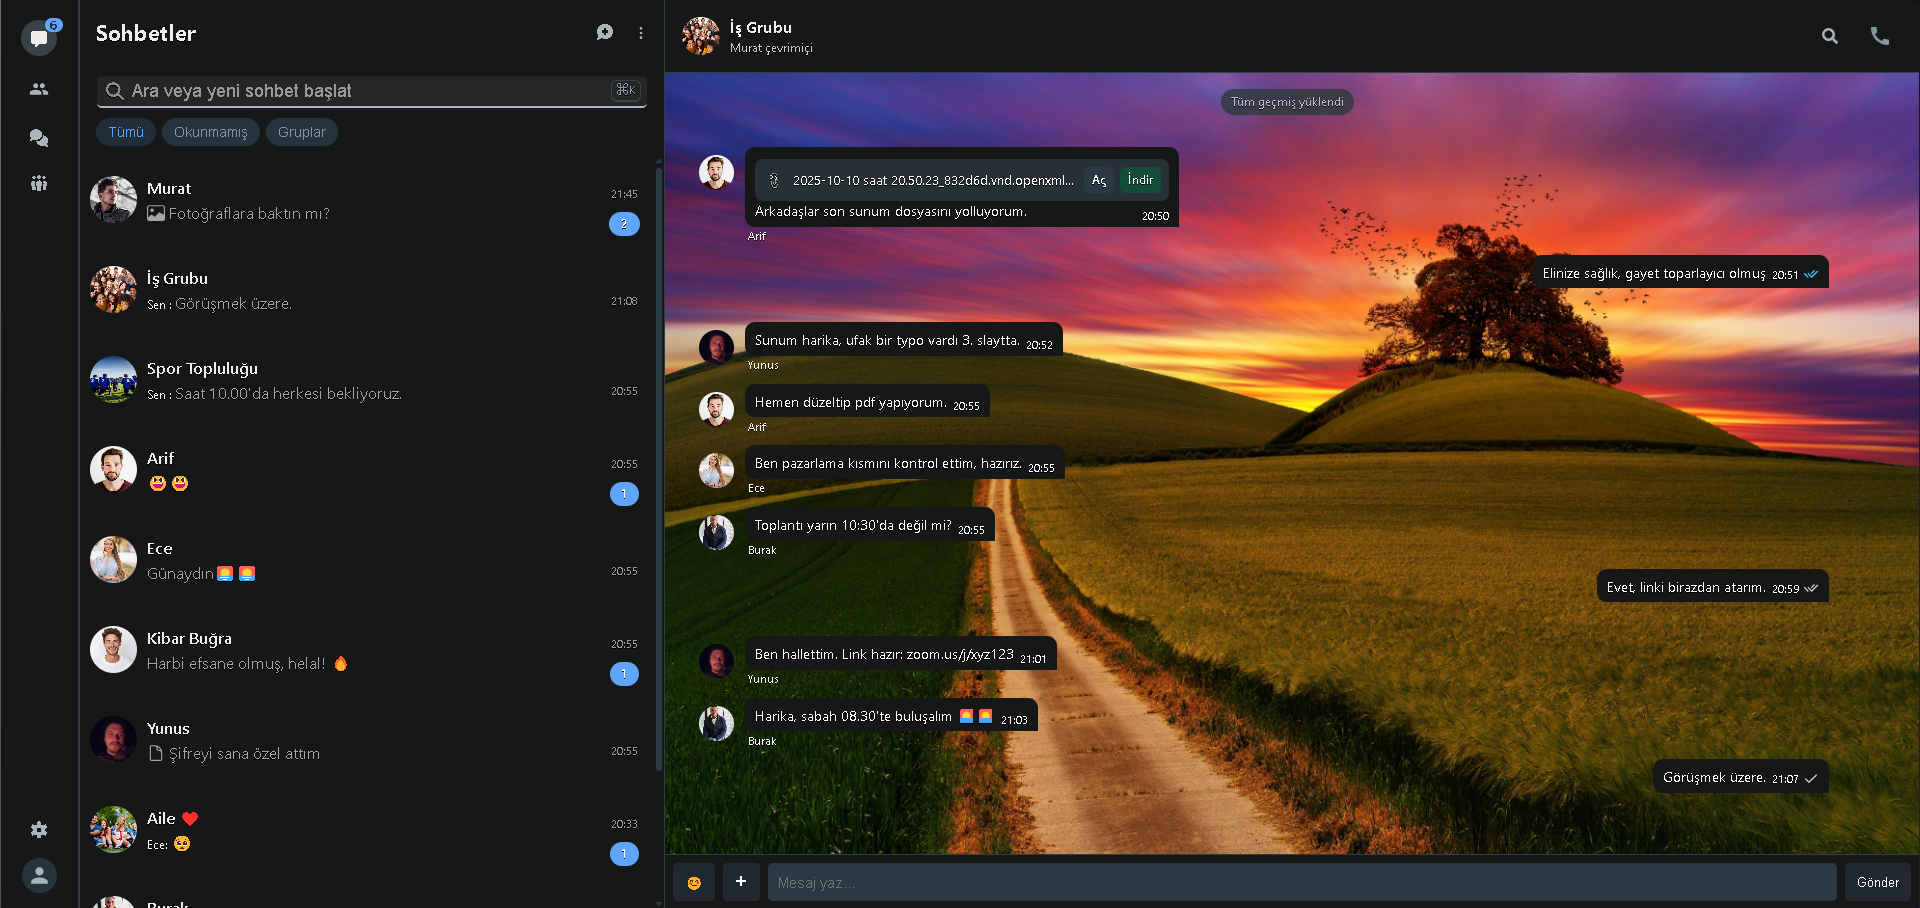 6
Sohbetler
Ara veya yeni sohbet başlat
⌘K
Tümü
Okunmamış
Gruplar
Murat
21:45
Fotoğraflara baktın mı?
2
İş Grubu
Sen : Görüşmek üzere.
21:08
Spor Topluluğu
Sen : Saat 10.00'da herkesi bekliyoruz.
20:55
Arif
20:55
😃 😃
1
Ece
Günaydın 🌅 🌅
20:55
Kibar Buğra
20:55
Harbi efsane olmuş, helal! 🔥
1
Yunus
Şifreyi sana özel attım
20:55
Aile ❤️
20:33
Ece: 🥺
1
Burak
İş Grubu
Murat çevrimiçi
Tüm geçmiş yüklendi
2025-10-10 saat 20.50.23_832d6d.vnd.openxml...
Aç
İndir
Arkadaşlar son sunum dosyasını yolluyorum. 20:50
Arif
Elinize sağlık, gayet toparlayıcı olmuş 20:51
Sunum harika, ufak bir typo vardı 3. slaytta. 20:52
Yunus
Hemen düzeltip pdf yapıyorum. 20:55
Arif
Ben pazarlama kısmını kontrol ettim, hazırız. 20:55
Ece
Toplantı yarın 10:30'da değil mi? 20:55
Burak
Evet, linki birazdan atarım. 20:59
Ben hallettim. Link hazır: zoom.us/j/xyz123 21:01
Yunus
Harika, sabah 08.30'te buluşalım 🌅 🌅 21:03
Burak
Görüşmek üzere. 21:07
+
Mesaj yaz...
Gönder